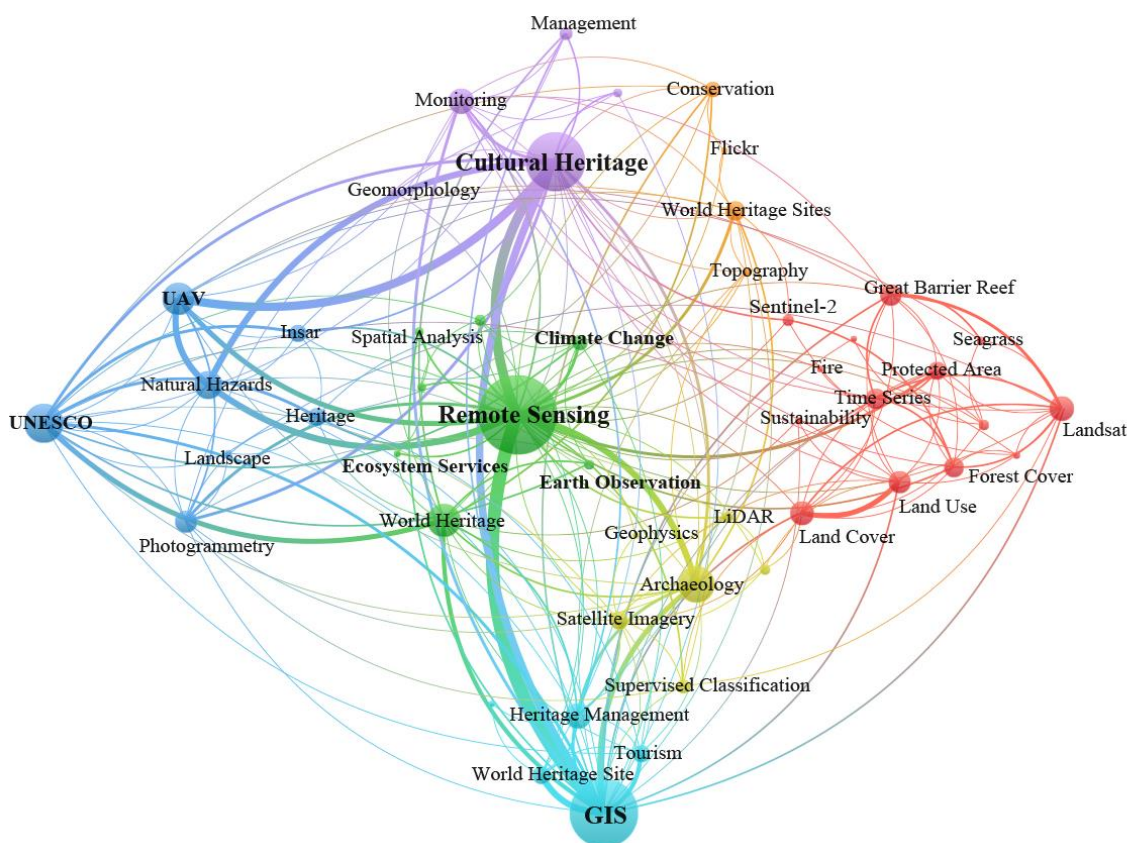 Management
Conservation
Monitoring
Flickr
Cultural Heritage
Geomorphology
World Heritage Sites
Topography
Great Barrier Reef
UAV
Sentinel-2
Insar
Spatial Analysis
Climate Change
Seagrass
Fire
Protected Area
Natural Hazards
Time Series
Heritage
Remote Sensing
Sustainability
UNESCO
Landsat
Landscape
Ecosystem Services
Earth Observation
Forest Cover
Land Use
World Heritage
LiDAR
Geophysics
Land Cover
Photogrammetry
Archaeology
Satellite Imagery
Supervised Classification
Heritage Management
Tourism
World Heritage Site
GIS